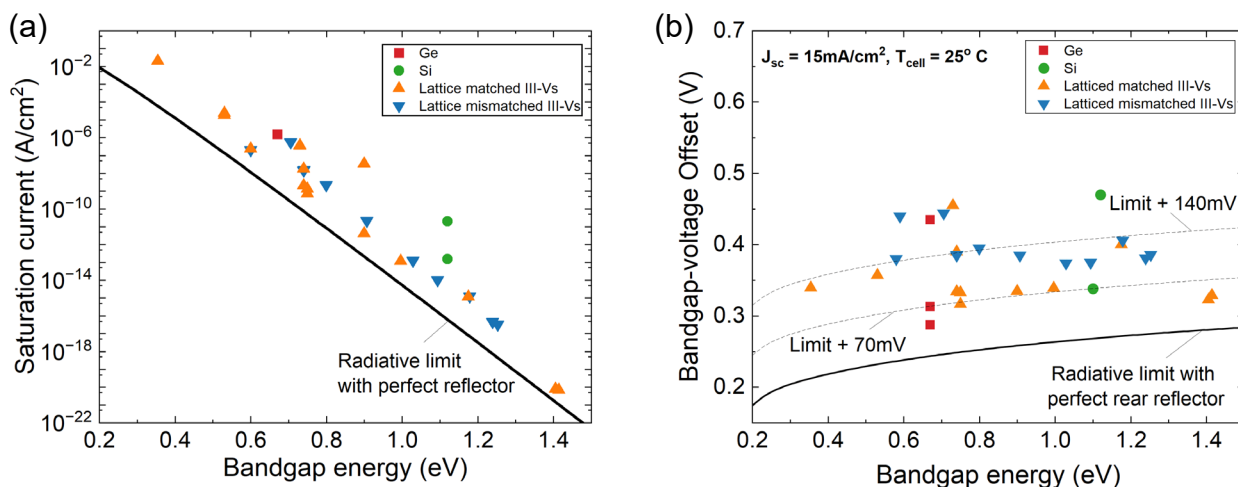 (a)
Saturation current (A/cm²)
10⁻²
10⁻⁶
10⁻¹⁰
10⁻¹⁴
10⁻¹⁸
10⁻²²
Ge
Si
Lattice matched III-Vs
Lattice mismatched III-Vs
Radiative limit
with perfect reflector
0.2 0.4 0.6 0.8 1.0 1.2 1.4
Bandgap energy (eV)
(b)
Bandgap-voltage Offset (V)
0.7
0.6
0.5
0.4
0.3
0.2
Jsc = 15mA/cm², Tcell = 25° C
Ge
Si
Latticed matched III-Vs
Latticed mismatched III-Vs
Limit + 140mV
Limit + 70mV
Radiative limit with
perfect rear reflector
0.2 0.4 0.6 0.8 1.0 1.2 1.4
Bandgap energy (eV)